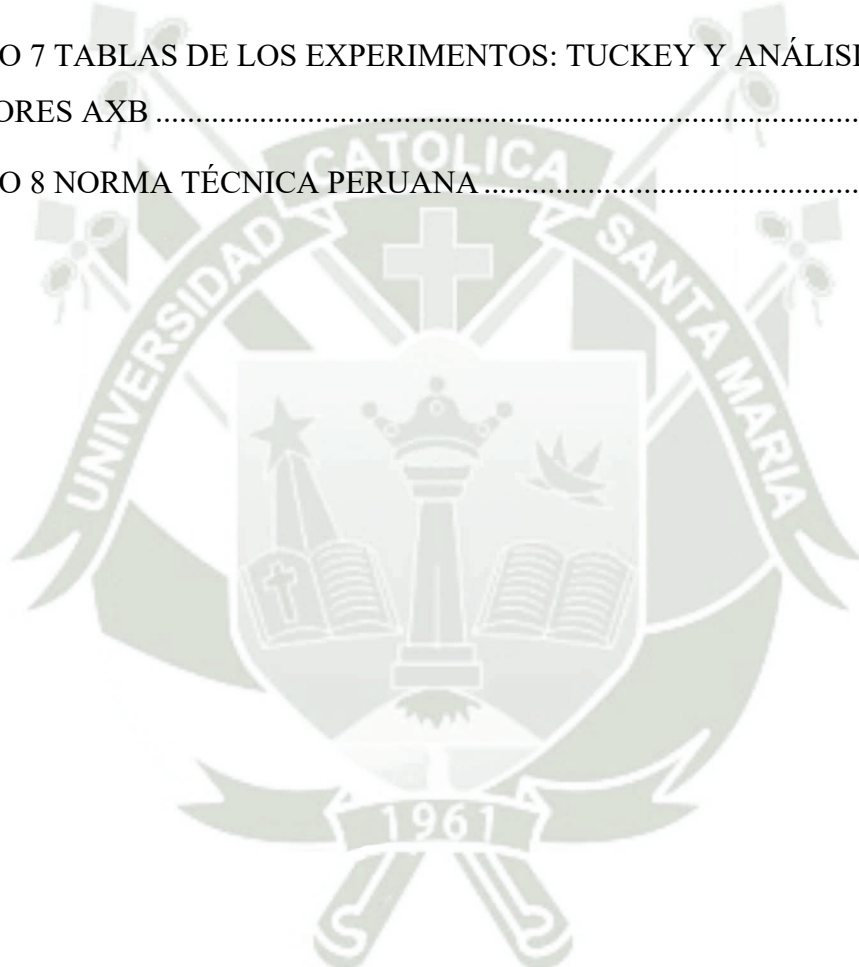 O 7 TABLAS DE LOS EXPERIMENTOS: TUCKEY Y ANÁLISI
ORES AXB ........................................................................................
O 8 NORMA TÉCNICA PERUANA ................................................
UNIVERSIDAD CATOLICA SANTA MARIA
1961